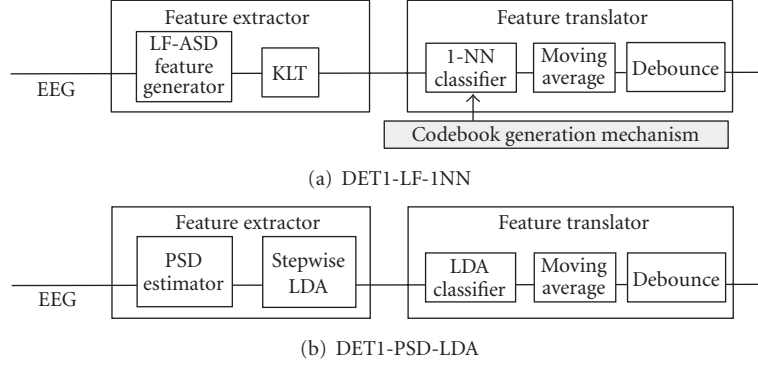 Feature extractor
Feature translator
LF-ASD
feature
generator
KLT
1-NN
classifier
Moving
average
Debounce
EEG
Codebook generation mechanism
(a) DET1-LF-1NN
Feature extractor
Feature translator
PSD
estimator
Stepwise
LDA
LDA
classifier
Moving
average
Debounce
EEG
(b) DET1-PSD-LDA